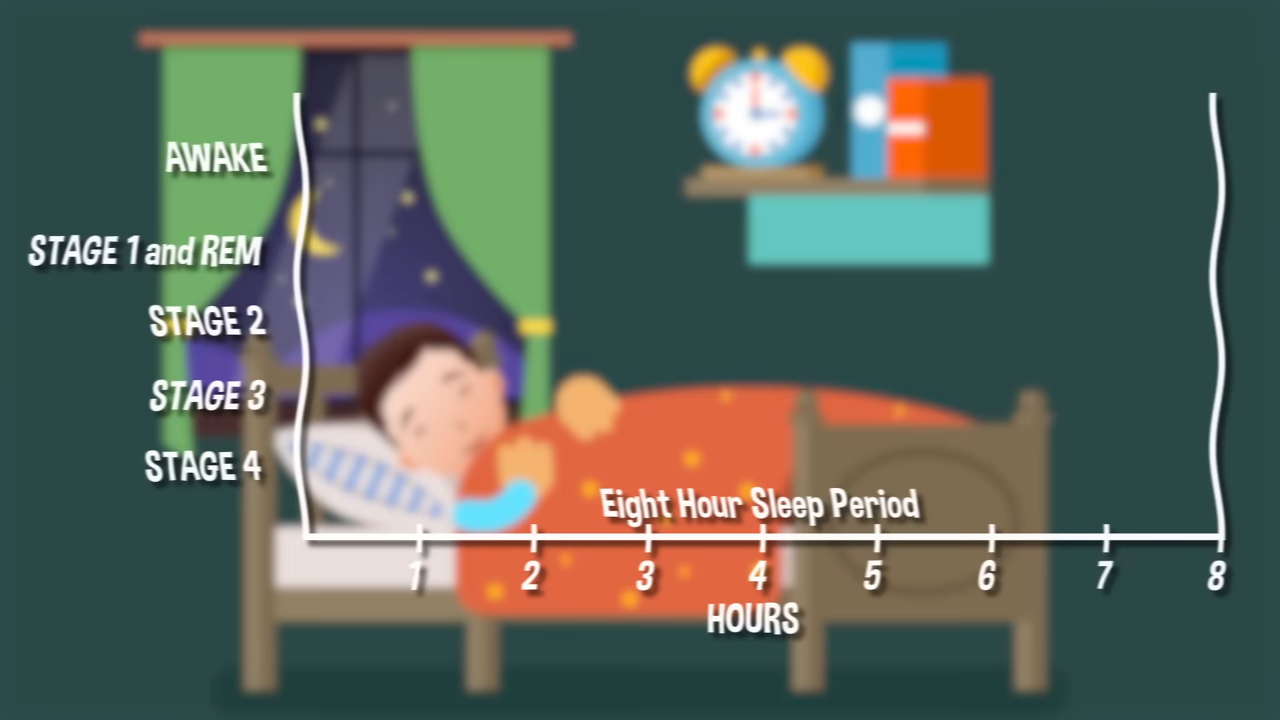 AWAKE
STAGE 1 and REM
STAGE 2
STAGE 3
STAGE 4
Eight Hour Sleep Period
1 2 3 4 5 6 7 8
HOURS